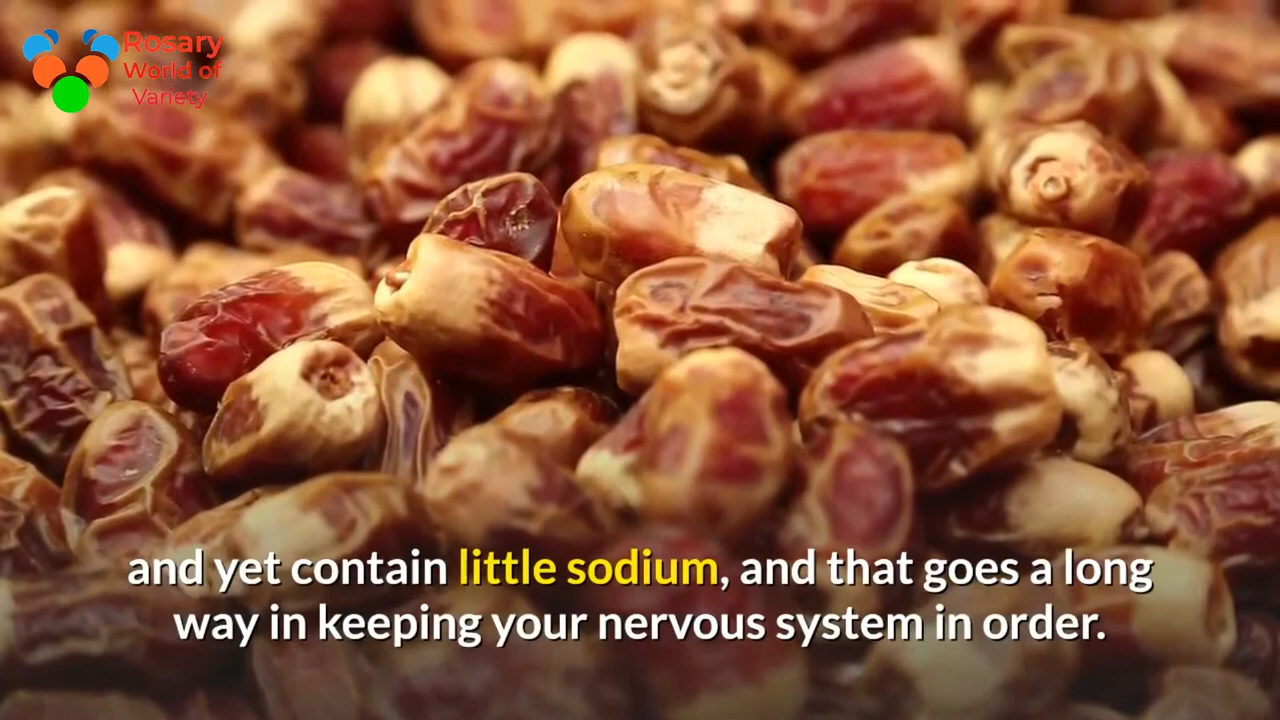 Rosary
World of
Variety
and yet contain little sodium, and that goes a long
way in keeping your nervous system in order.